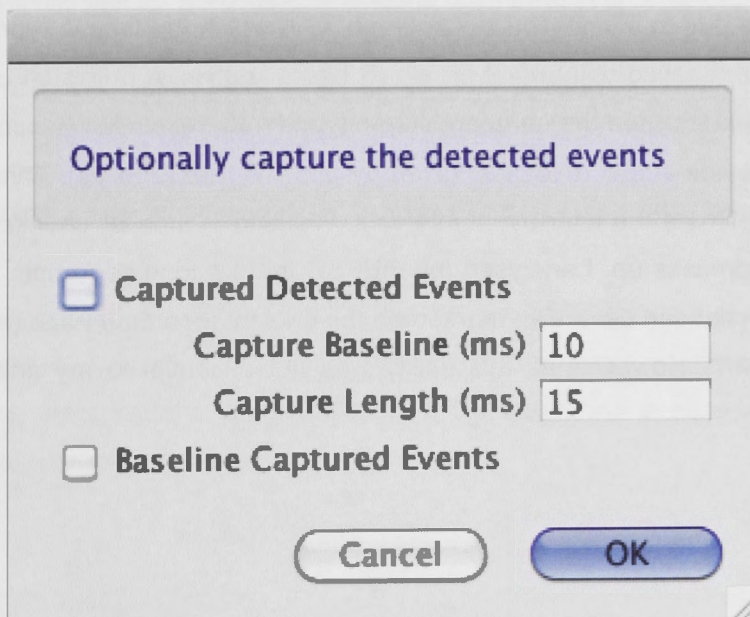 Optionally capture the detected events
Captured Detected Events
Capture Baseline (ms) 10
Capture Length (ms) 15
Baseline Captured Events
Cancel OK